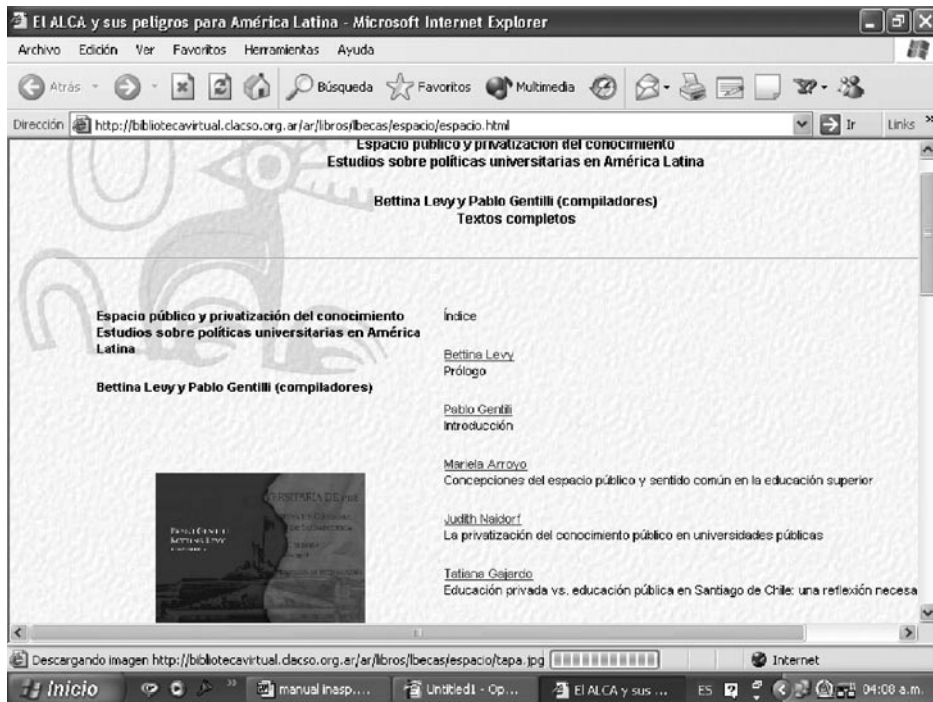 El ALCA y sus peligros para América Latina - Microsoft Internet Explorer
Archivo Edición Ver Favoritos Herramientas Ayuda
Atrás Búsqueda Favoritos Multimedia
Dirección http://bibliotecavirtual.clacso.org.ar/ar/libros/lbecas/espacio/espacio.html Ir Links »
Espacio público y privatización del conocimiento
Estudios sobre políticas universitarias en América Latina
Bettina Levy y Pablo Gentilli (compiladores)
Textos completos
Espacio público y privatización del conocimiento
Estudios sobre políticas universitarias en América
Latina
Bettina Levy y Pablo Gentilli (compiladores)
Índice
Bettina Levy
Prólogo
Pablo Gentili
Introducción
Mariela Arroyo
Concepciones del espacio público y sentido común en la educación superior
Judith Naidorf
La privatización del conocimiento público en universidades públicas
Tatiana Gajardo
Educación privada vs. educación pública en Santiago de Chile: una reflexión necesa
PABLO GENTILI
BETTINA LEVY
Descargando imagen http://bibliotecavirtual.clacso.org.ar/ar/libros/lbecas/espacio/tapa.jpg Internet
Inicio » manual inasp.... Untitled1 - Op... El ALCA y sus ... ES 04:08 a.m.